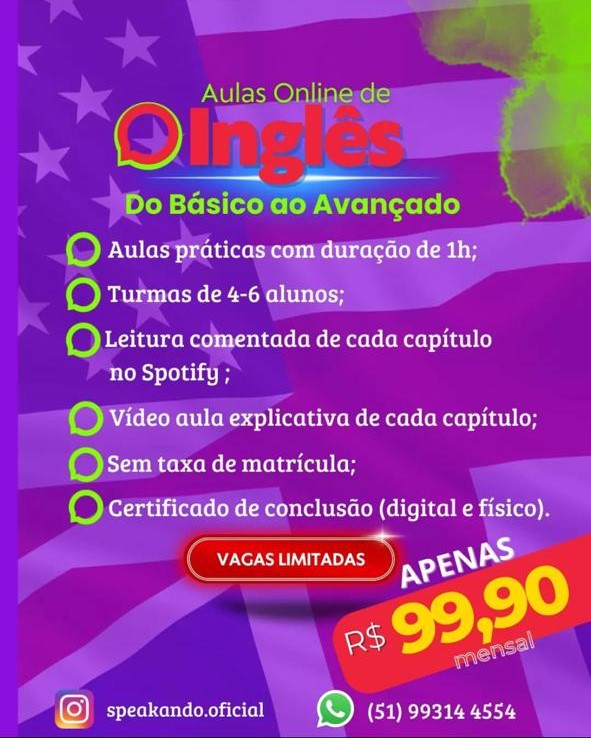 Aulas Online de
Inglês
Do Básico ao Avançado
Aulas práticas com duração de 1h;
Turmas de 4-6 alunos;
Leitura comentada de cada capítulo
no Spotify ;
Vídeo aula explicativa de cada capítulo;
Sem taxa de matrícula;
Certificado de conclusão (digital e físico).
VAGAS LIMITADAS
APENAS
R$ 99,90
mensal
speakando.oficial
(51) 99314 4554